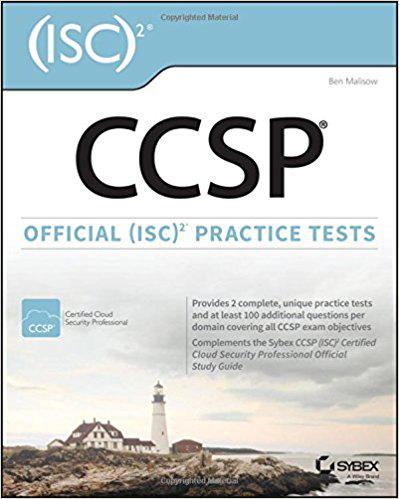 Copyrighted Material
(ISC)²®
Ben Malisow
CCSP®
OFFICIAL (ISC)²® PRACTICE TESTS
Provides 2 complete, unique practice tests
and at least 100 additional questions per
domain covering all CCSP exam objectives
Complements the Sybex CCSP (ISC)² Certified
Cloud Security Professional Official
Study Guide
CCSP®
Certified Cloud
Security Professional
SYBEX
A Wiley Brand
Copyrighted Material